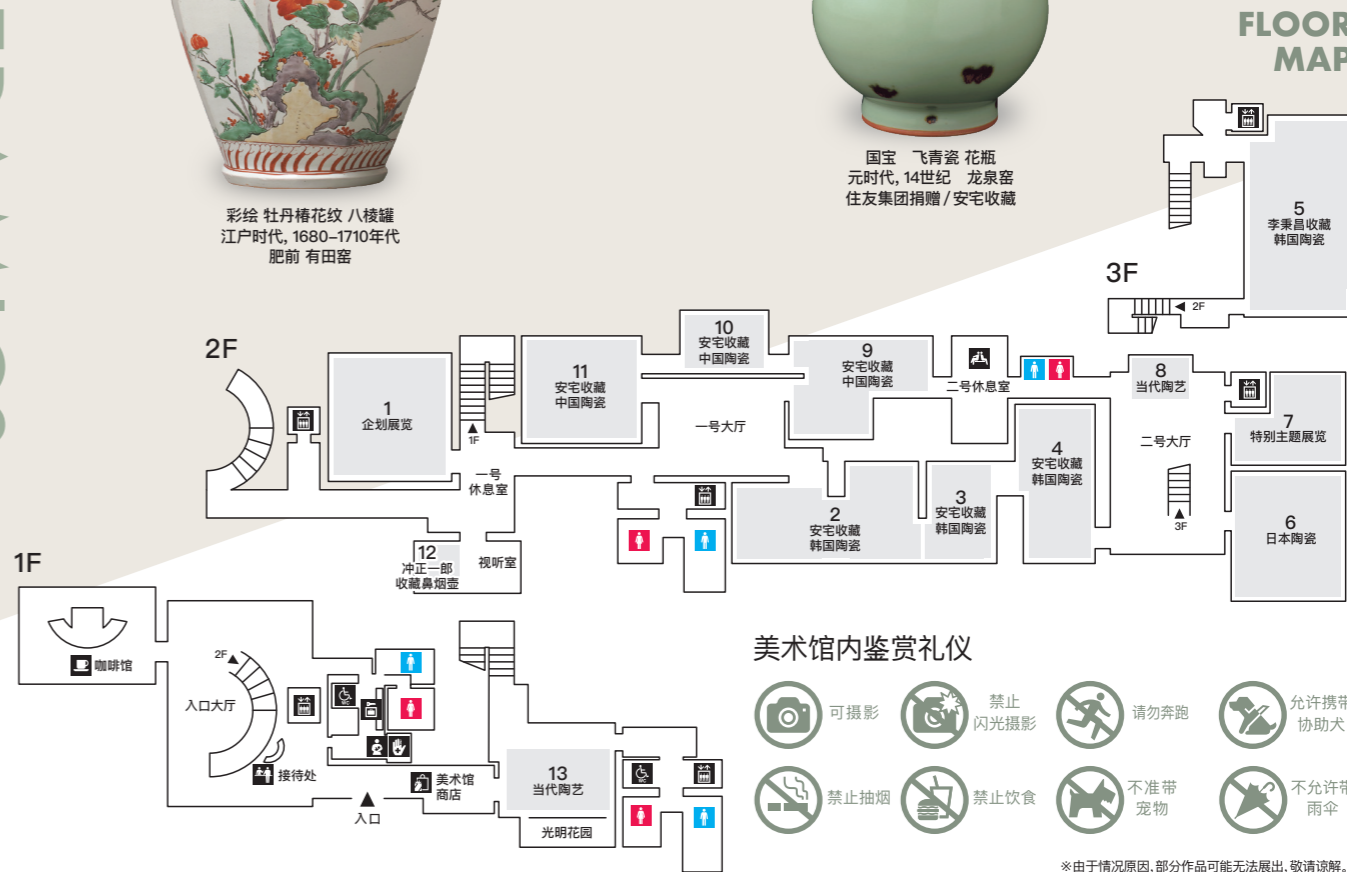 FLOOR
MAP
彩绘 牡丹椿花纹 八棱罐
江户时代, 1680–1710年代
肥前 有田窑
国宝　飞青瓷 花瓶
元时代, 14世纪　龙泉窑
住友集团捐赠 / 安宅收藏
3F
5
李秉昌收藏
韩国陶瓷
2F
2F
1
企划展览
1F
11
安宅收藏
中国陶瓷
10
安宅收藏
中国陶瓷
9
安宅收藏
中国陶瓷
二号休息室
8
当代陶艺
7
特别主题展览
一号大厅
二号大厅
3F
一号
休息室
4
安宅收藏
韩国陶瓷
3
安宅收藏
韩国陶瓷
2
安宅收藏
韩国陶瓷
6
日本陶瓷
12
冲正一郎
收藏鼻烟壶
视听室
1F
咖啡馆
2F
入口大厅
WC
接待处
美术馆
商店
入口
13
当代陶艺
光明花园
WC
美术馆内鉴赏礼仪
可摄影
禁止
闪光摄影
请勿奔跑
允许携带
协助犬
禁止抽烟
禁止饮食
不准带
宠物
不允许带
雨伞
※由于情况原因,部分作品可能无法展出,敬请谅解。